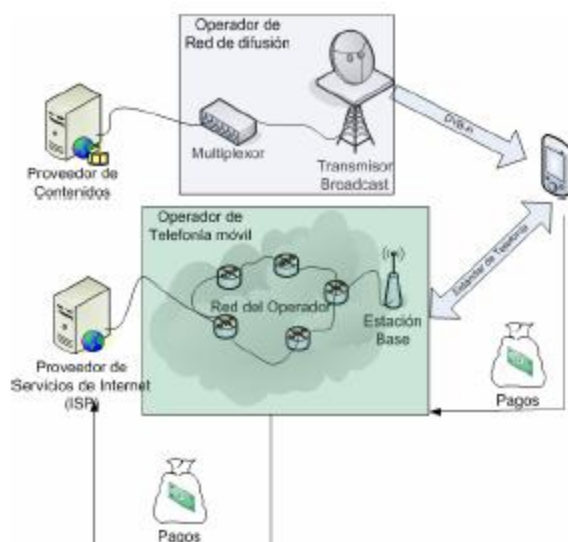 Operador de
Red de difusión
Multiplexor
Transmisor
Broadcast
DVB-H
Proveedor de
Contenidos
Operador de
Telefonía móvil
Red del Operador
Estación
Base
Estándar de Telefonía
Proveedor de
Servicios de Internet
(ISP)
Pagos
Pagos